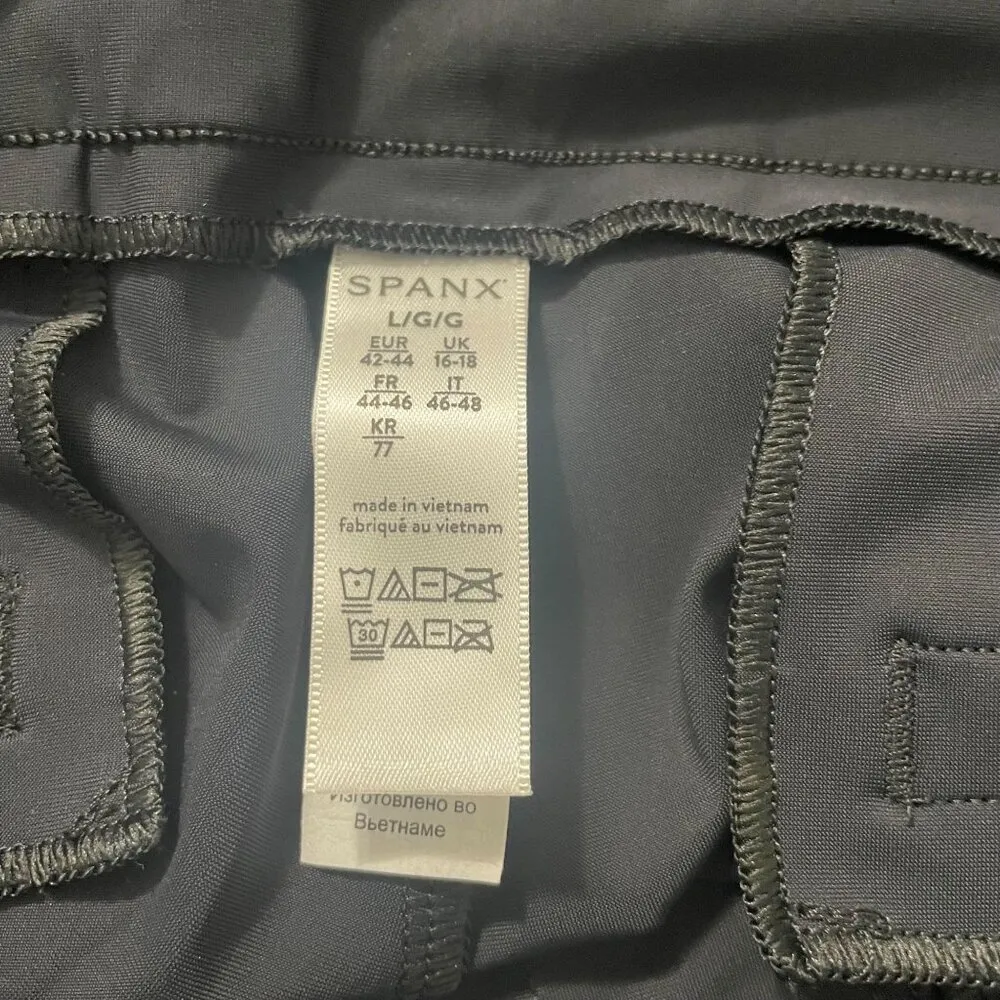 SPANX
L/G/G
EUR UK
42-44 16-18
FR IT
44-46 46-48
KR
77
made in vietnam
fabriqué au vietnam
30
Изготовлено во
Вьетнаме